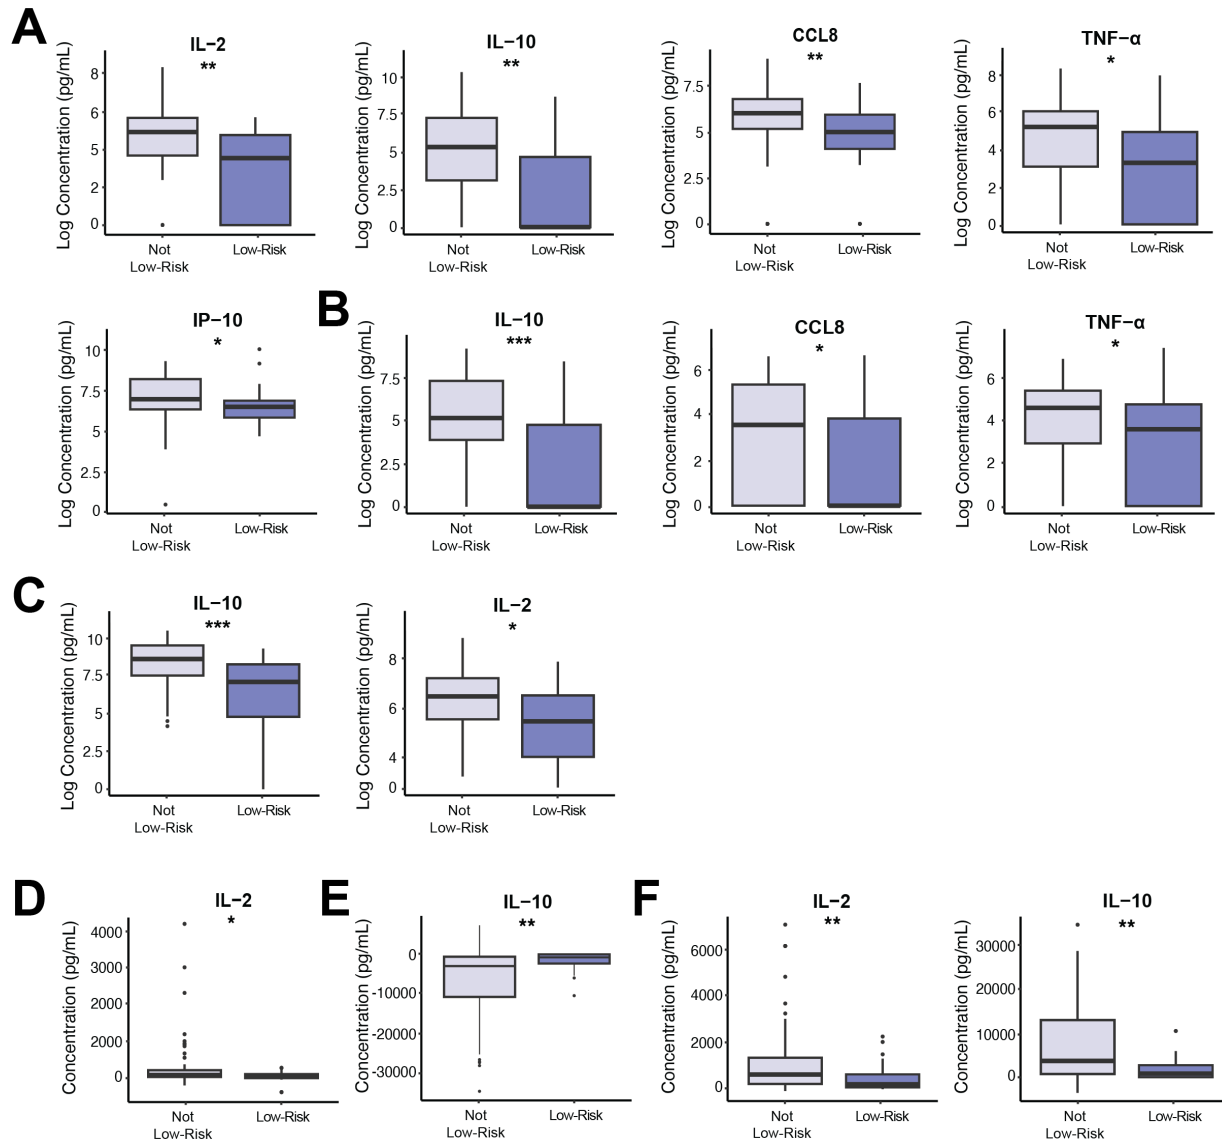 A
IL−2
**
Log Concentration (pg/mL)
8
6
5
2
0
Not
Low-Risk
Low-Risk
IL−10
**
Log Concentration (pg/mL)
10
7.5
5
2.5
0
Not
Low-Risk
Low-Risk
CCL8
**
Log Concentration (pg/mL)
7.5
5
2.5
0
Not
Low-Risk
Low-Risk
TNF−α
*
Log Concentration (pg/mL)
8
6
4
2
0
Not
Low-Risk
Low-Risk
IP−10
*
Log Concentration (pg/mL)
10
7.5
5
2.5
0
Not
Low-Risk
Low-Risk
B
IL−10
***
Log Concentration (pg/mL)
7.5
5
2.5
0
Not
Low-Risk
Low-Risk
CCL8
*
Log Concentration (pg/mL)
6
4
2
0
Not
Low-Risk
Low-Risk
TNF−α
*
Log Concentration (pg/mL)
6
4
2
0
Not
Low-Risk
Low-Risk
C
IL−10
***
Log Concentration (pg/mL)
10
7.5
5
2.5
0
Not
Low-Risk
Low-Risk
IL−2
*
Log Concentration (pg/mL)
8
6
4
0
Not
Low-Risk
Low-Risk
D
IL−2
*
Concentration (pg/mL)
4000
3000
2000
2000
0
Not
Low-Risk
Low-Risk
E
IL−10
**
Concentration (pg/mL)
0
-10000
-20000
-30000
Not
Low-Risk
Low-Risk
F
IL−2
**
Concentration (pg/mL)
6000
4000
2000
0
Not
Low-Risk
Low-Risk
IL−10
**
Concentration (pg/mL)
30000
20000
10000
0
Not
Low-Risk
Low-Risk